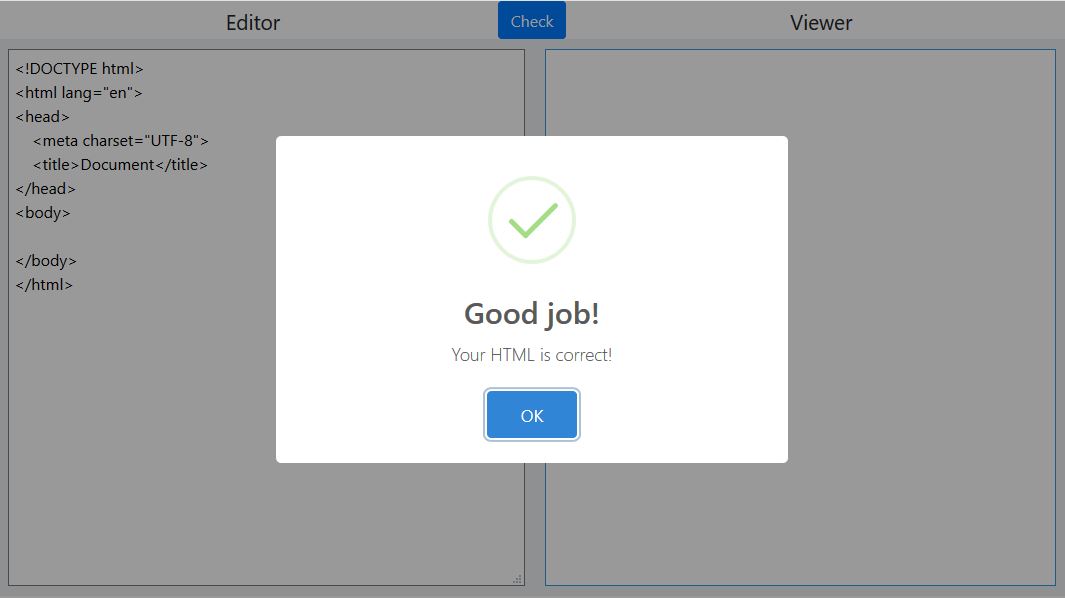 Editor
Check
Viewer
<!DOCTYPE html>
<html lang="en">
<head>
    <meta charset="UTF-8">
    <title>Document</title>
</head>
<body>

</body>
</html>
Good job!
Your HTML is correct!
OK